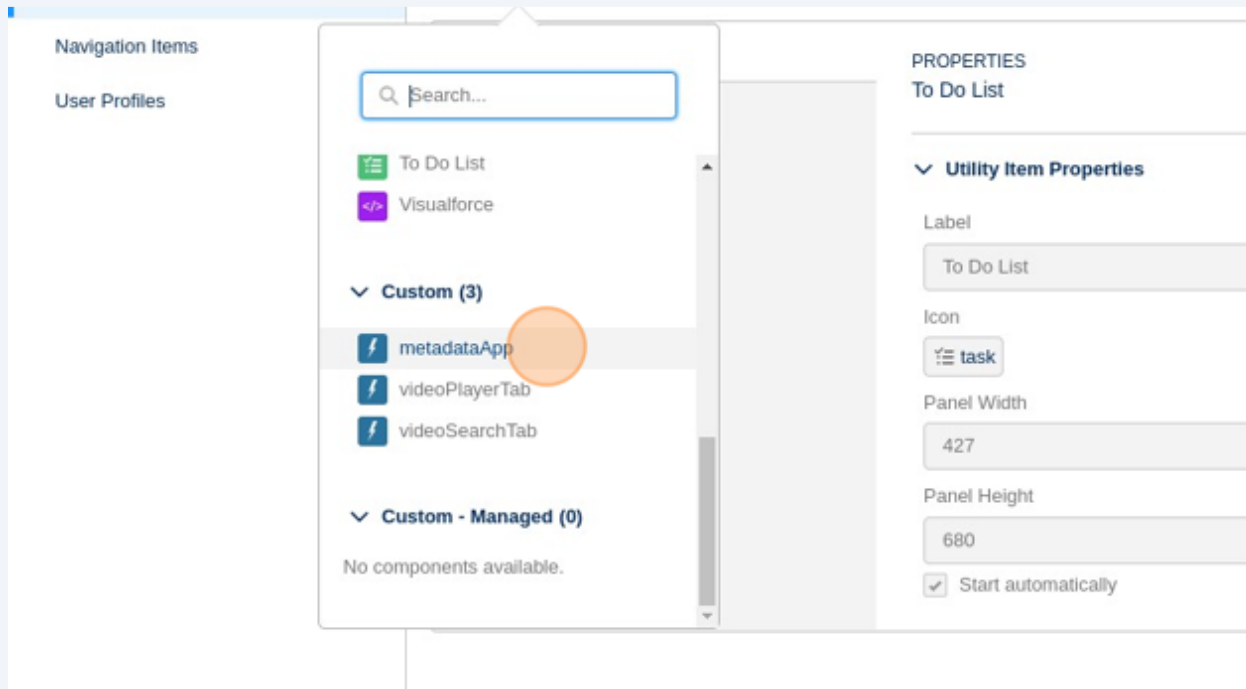 Navigation Items
User Profiles
Search...
To Do List
</> Visualforce
Custom (3)
metadataApp
videoPlayerTab
videoSearchTab
Custom - Managed (0)
No components available.
PROPERTIES
To Do List
Utility Item Properties
Label
To Do List
Icon
task
Panel Width
427
Panel Height
680
Start automatically